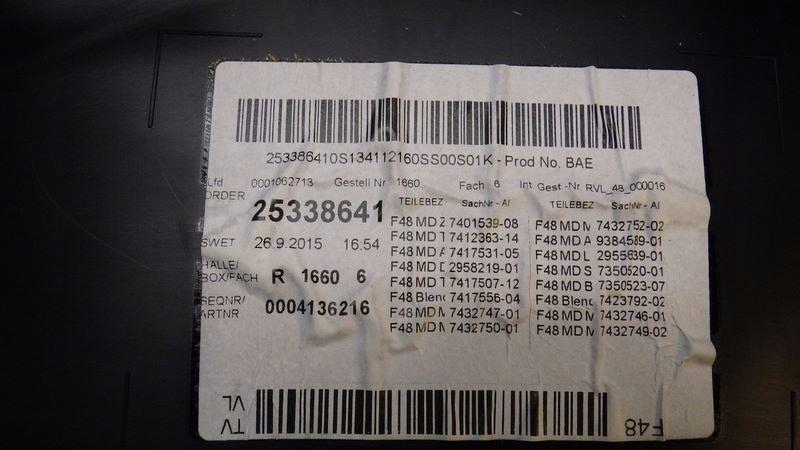 253386410S134112160SS00S01K - Prod No. BAE
Lfd 0001062713 Gestell Nr 1660 Fach 6 Int Gest.-Nr RVL_48_000016
ORDER 25338641
TEILEBEZ SachNr - AI TEILEBEZ SachNr - AI
F48 MD Z 7401539-08 F48 MD M 7432752-02
F48 MD T 7412363-14 F48 MD A 9384589-01
SWET 26.9.2015 16:54
F48 MD A 7417531-05 F48 MD L 2955639-01
F48 MD D 2958219-01 F48 MD S 7350520-01
HALLE/
BOX/FACH R 1660 6
F48 MD T 7417507-12 F48 MD B 7350523-07
F48 Blend 7417556-04 F48 Blenc 7423792-02
SEQNR/
ARTNR 0004136216
F48 MD M 7432747-01 F48 MD M 7432746-01
F48 MD M 7432750-01 F48 MD M 7432749-02
TV
VL
F48